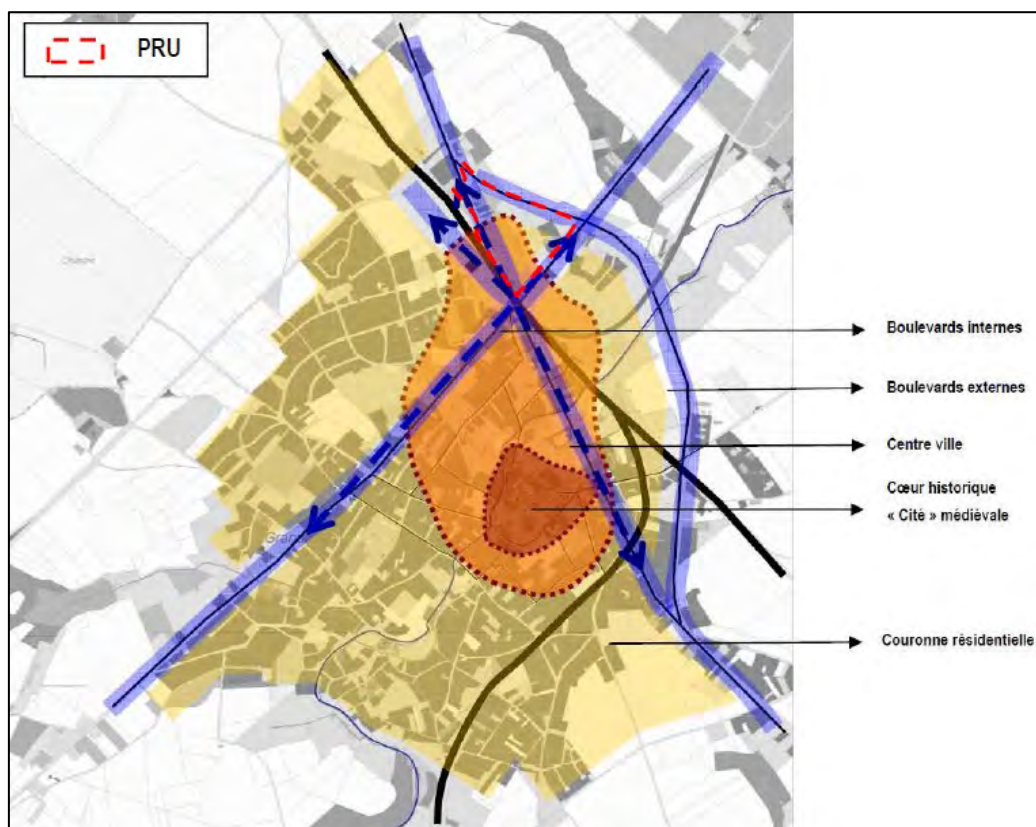 PRU
Boulevards internes
Boulevards externes
Centre ville
Cœur historique
« Cité » médiévale
Couronne résidentielle